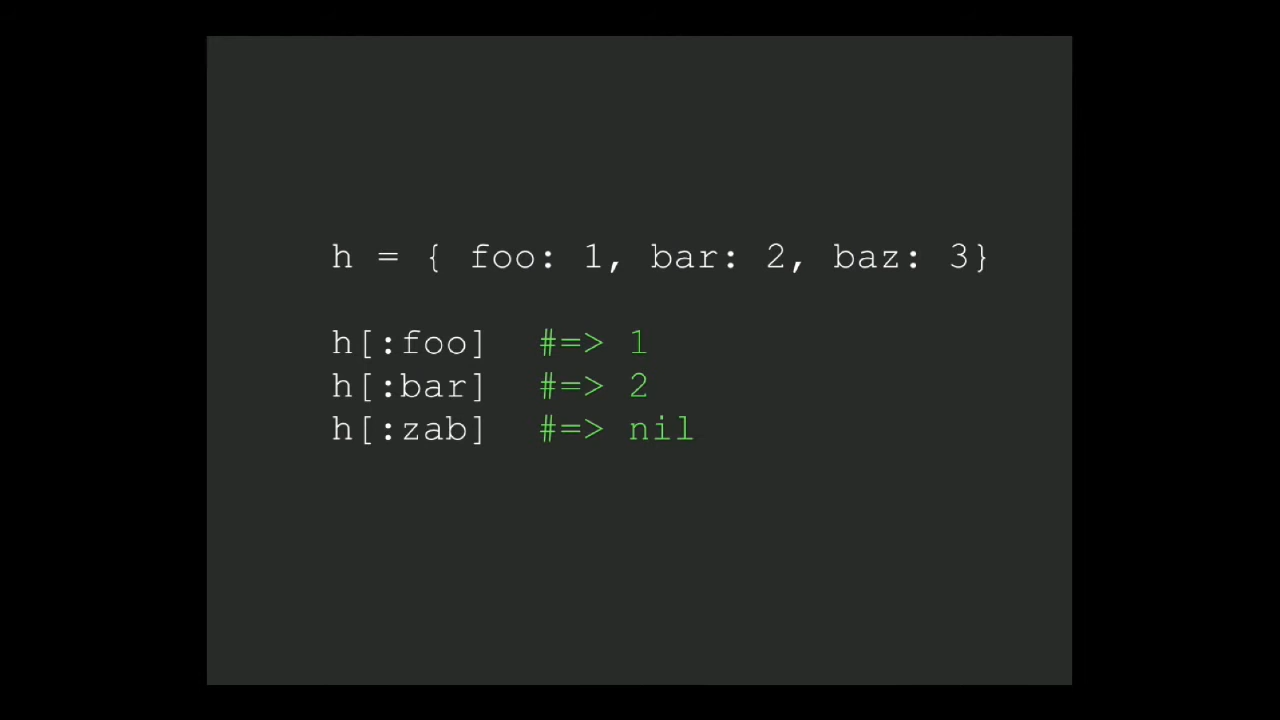 h = { foo: 1, bar: 2, baz: 3}
h[:foo] #=> 1
h[:bar] #=> 2
h[:zab] #=> nil